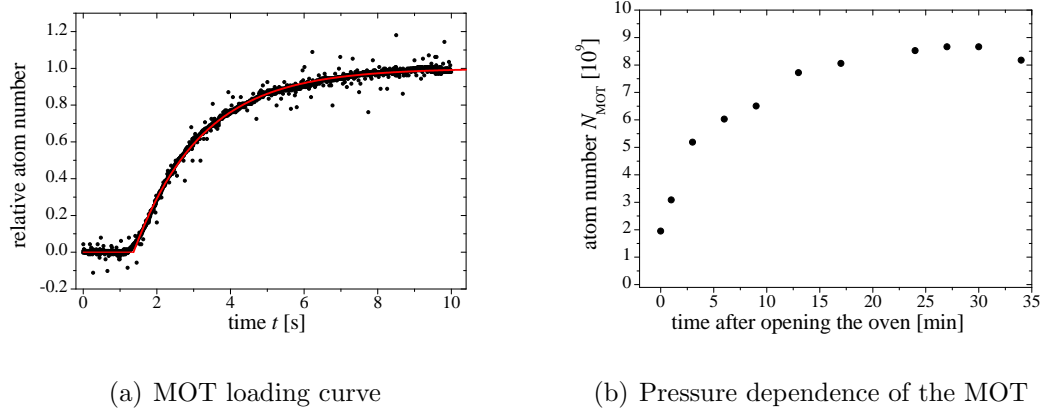 relative atom number
1.2
1.0
0.8
0.6
0.4
0.2
0.0
-0.2
0 2 4 6 8 10
time t [s]
(a) MOT loading curve
atom number N_MOT [10^9]
10
9
8
7
6
5
4
3
2
1
0
0 5 10 15 20 25 30 35
time after opening the oven [min]
(b) Pressure dependence of the MOT